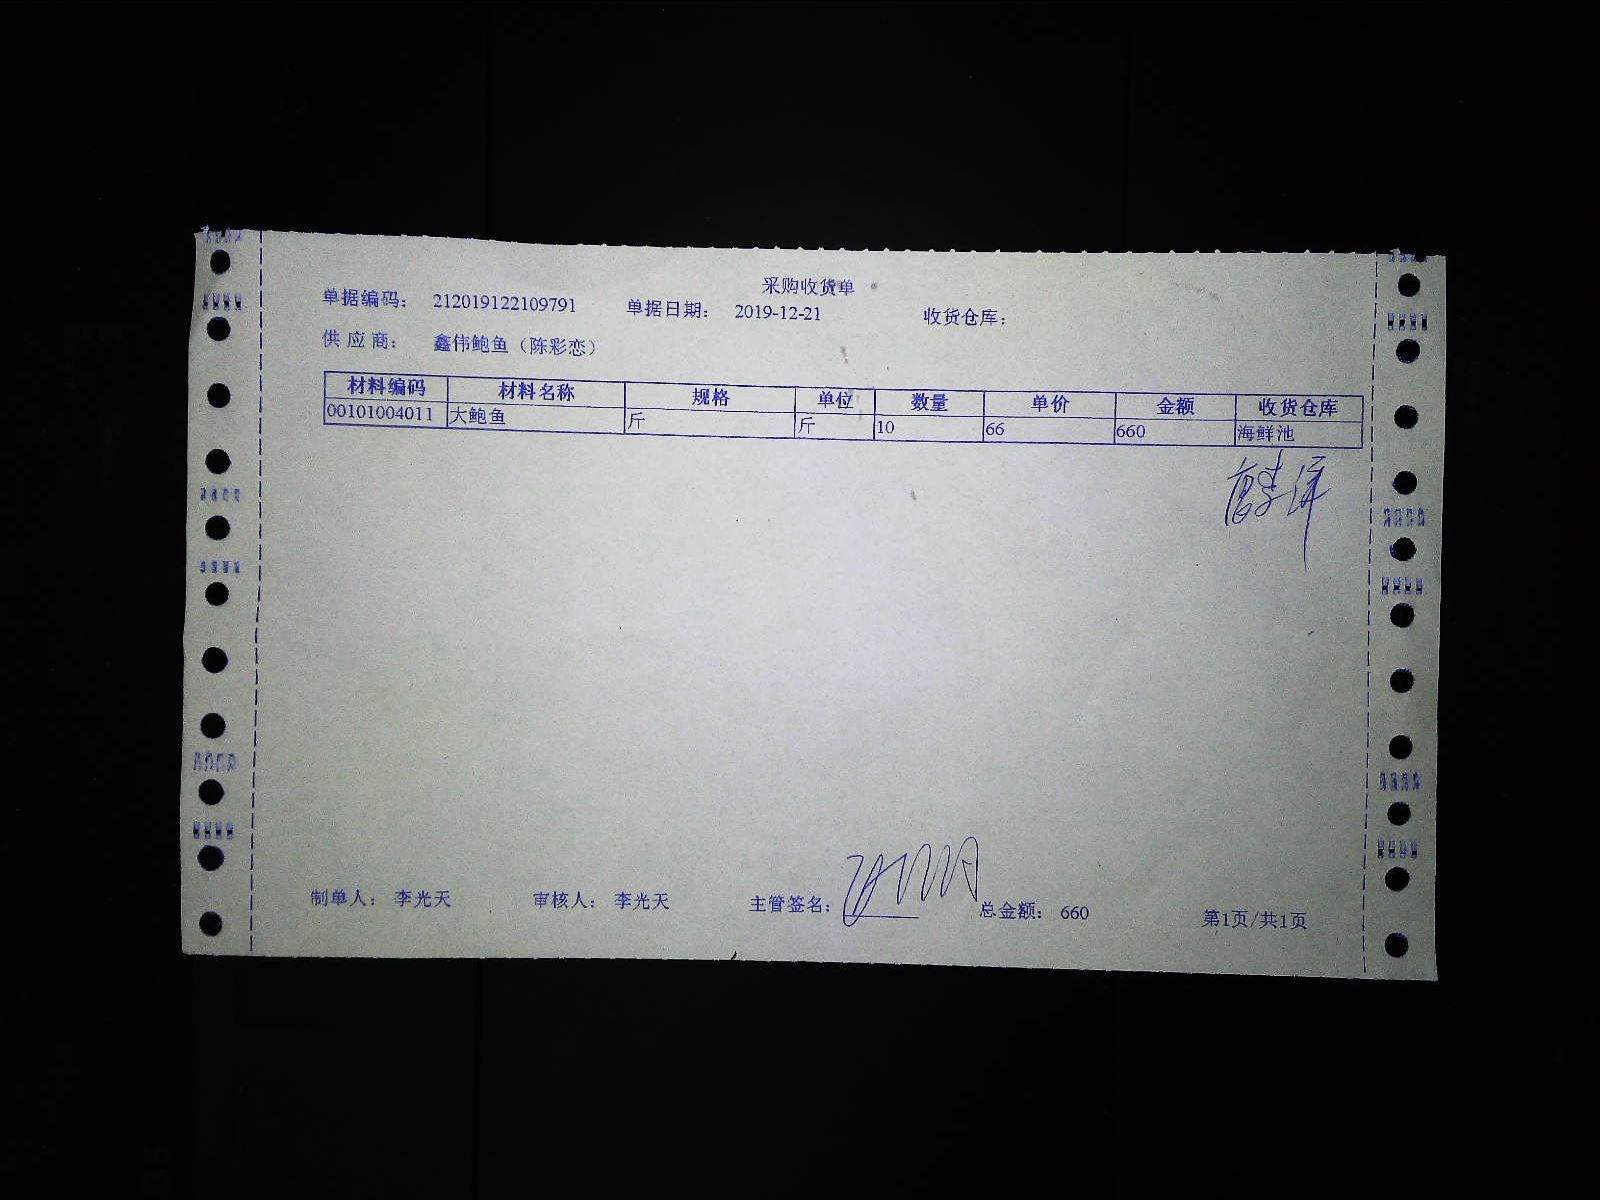 采购收货单
单据编码： 212019122109791 单据日期： 2019-12-21 收货仓库：
供 应 商： 鑫伟鲍鱼（陈彩恋）
材料编码 材料名称 规格 单位 数量 单价 金额 收货仓库
00101004011 大鲍鱼 斤 斤 10 66 660 海鲜池
制单人： 李光天 审核人： 李光天 主管签名： 总金额： 660 第1页/共1页